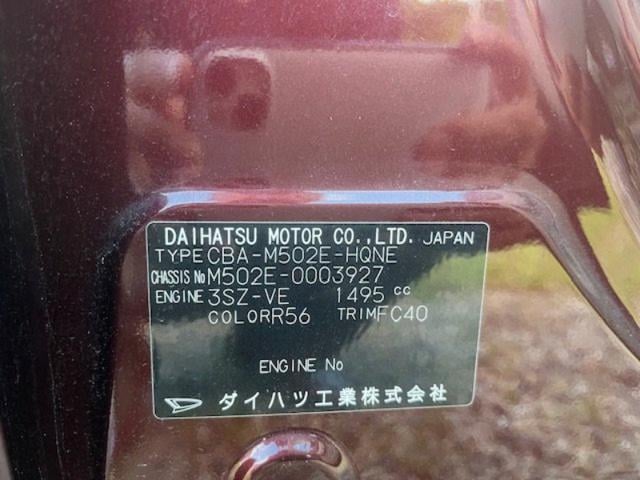 DAIHATSU MOTOR CO.,LTD. JAPAN
TYPE CBA-M502E-HQNE
CHASSIS No M502E-0003927
ENGINE 3SZ-VE 1495 cc
COLOR R56 TRIM FC40
ENGINE No
ダイハツ工業株式会社